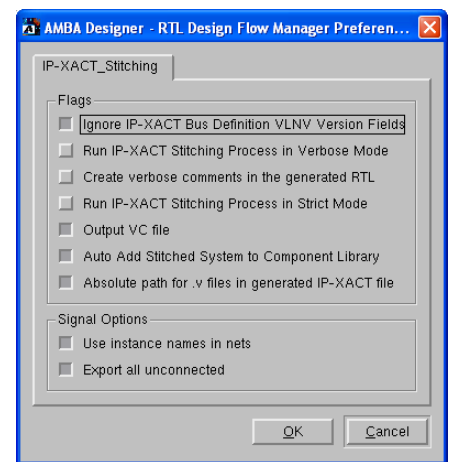 AMBA Designer - RTL Design Flow Manager Preferen...
IP-XACT_Stitching
Flags
Ignore IP-XACT Bus Definition VLNV Version Fields
Run IP-XACT Stitching Process in Verbose Mode
Create verbose comments in the generated RTL
Run IP-XACT Stitching Process in Strict Mode
Output VC file
Auto Add Stitched System to Component Library
Absolute path for .v files in generated IP-XACT file
Signal Options
Use instance names in nets
Export all unconnected
OK
Cancel